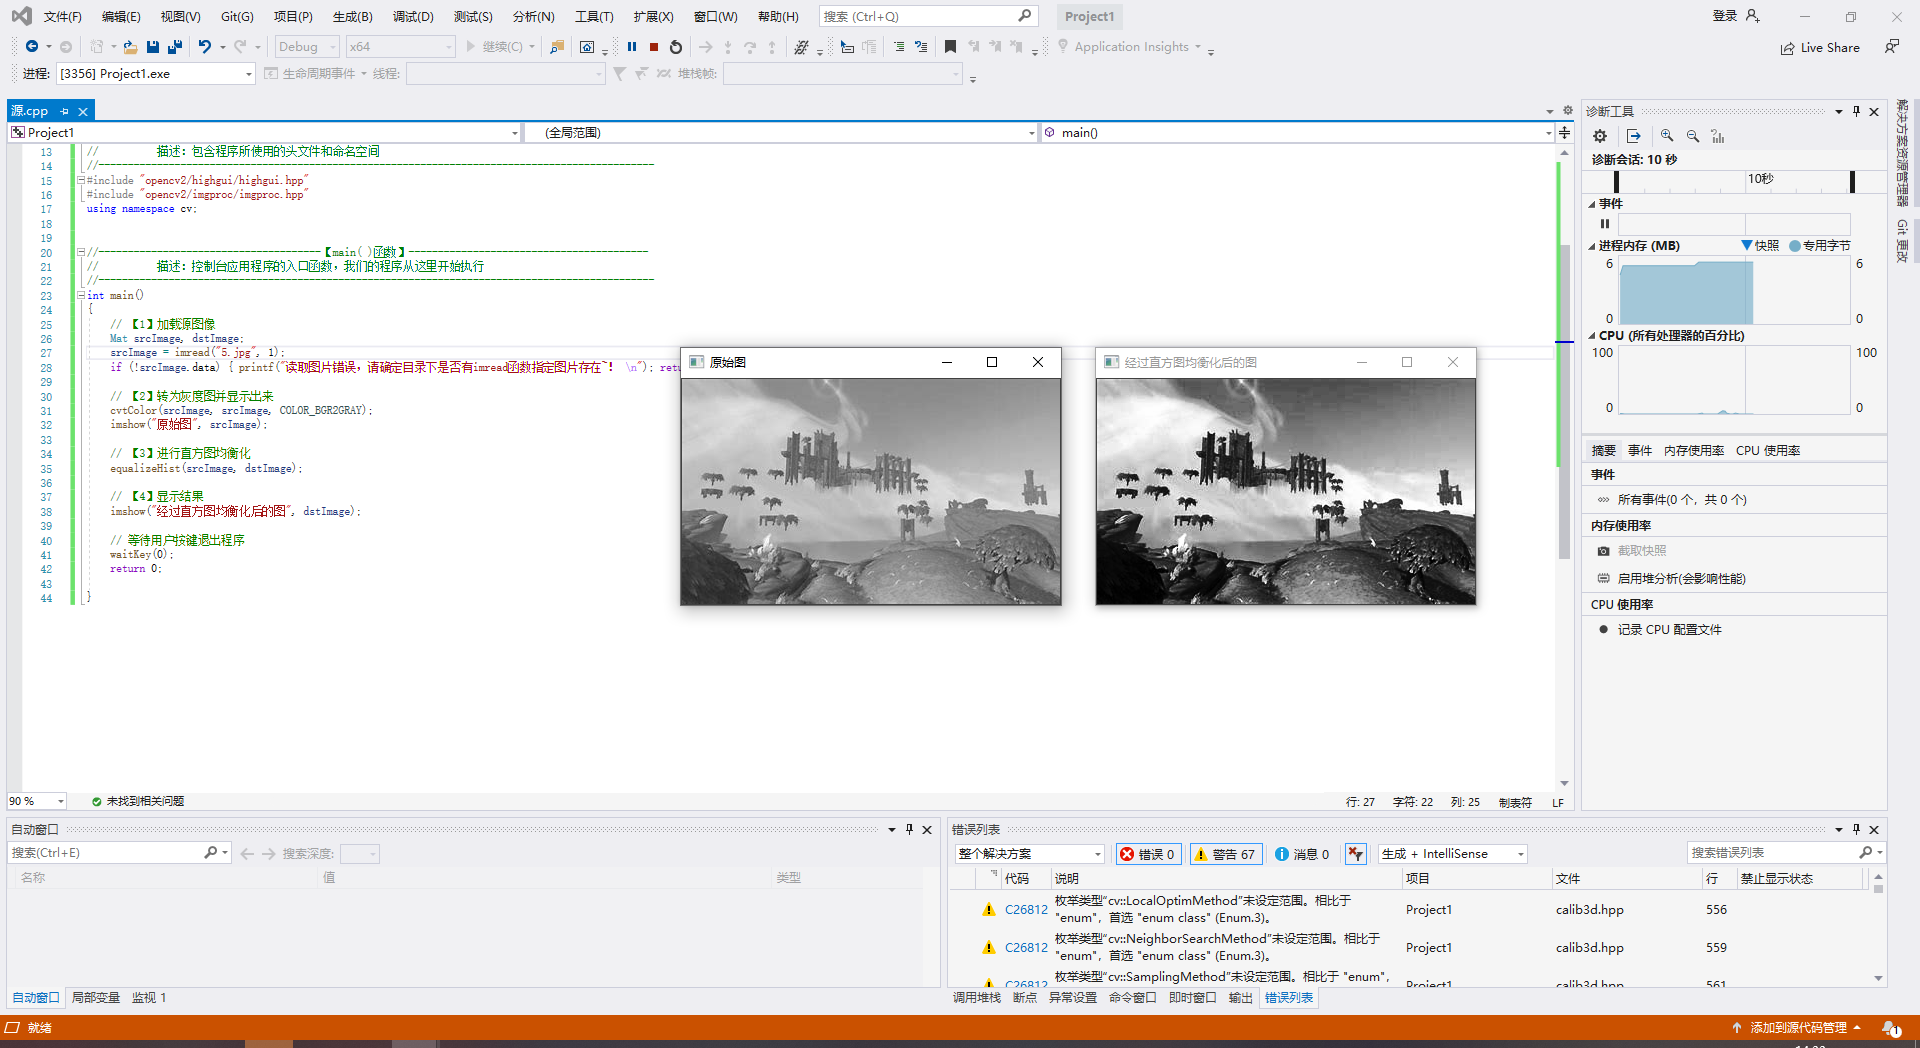 文件(F) 编辑(E) 视图(V) Git(G) 项目(P) 生成(B) 调试(D) 测试(S) 分析(N) 工具(T) 扩展(X) 窗口(W) 帮助(H) 搜索 (Ctrl+Q) Project1 登录
Debug x64 继续(C) Application Insights Live Share
进程: [3356] Project1.exe 生命周期事件 线程: 堆栈帧:
源.cpp
Project1 (全局范围) main()
13 // 描述：包含程序所使用的头文件和命名空间
14 //----------------------------------------------------------------------------------------------
15 #include "opencv2/highgui/highgui.hpp"
16 #include "opencv2/imgproc/imgproc.hpp"
17 using namespace cv;
18
19
20 //--------------------------------------【main( )函数】-----------------------------------------
21 // 描述：控制台应用程序的入口函数，我们的程序从这里开始执行
22 //----------------------------------------------------------------------------------------------
23 int main()
24 {
25 // 【1】加载源图像
26 Mat srcImage, dstImage;
27 srcImage = imread("5.jpg", 1);
28 if (!srcImage.data) { printf("读取图片错误，请确定目录下是否有imread函数指定图片存在~！ \n"); retu
29
30 // 【2】转为灰度图并显示出来
31 cvtColor(srcImage, srcImage, COLOR_BGR2GRAY);
32 imshow("原始图", srcImage);
33
34 // 【3】进行直方图均衡化
35 equalizeHist(srcImage, dstImage);
36
37 // 【4】显示结果
38 imshow("经过直方图均衡化后的图", dstImage);
39
40 // 等待用户按键退出程序
41 waitKey(0);
42 return 0;
43
44 }
原始图
经过直方图均衡化后的图
90 % 未找到相关问题 行: 27 字符: 22 列: 25 制表符 LF
诊断工具
诊断会话: 10 秒
10秒
事件
进程内存 (MB) 快照 专用字节
6 6
0 0
CPU (所有处理器的百分比)
100 100
0 0
摘要 事件 内存使用率 CPU 使用率
事件
所有事件(0 个，共 0 个)
内存使用率
截取快照
启用堆分析(会影响性能)
CPU 使用率
记录 CPU 配置文件
解决方案资源管理器
Git 更改
自动窗口
搜索(Ctrl+E) 搜索深度:
名称 值 类型
自动窗口 局部变量 监视 1
错误列表
整个解决方案 错误 0 警告 67 消息 0 生成 + IntelliSense 搜索错误列表
代码 说明 项目 文件 行 禁止显示状态
C26812 枚举类型"cv::LocalOptimMethod"未设定范围。相比于 "enum"，首选 "enum class" (Enum.3)。 Project1 calib3d.hpp 556
C26812 枚举类型"cv::NeighborSearchMethod"未设定范围。相比于 "enum"，首选 "enum class" (Enum.3)。 Project1 calib3d.hpp 559
C26812 枚举类型"cv::SamplingMethod"未设定范围。相比于 "enum"， Project1 calib3d.hpp 561
调用堆栈 断点 异常设置 命令窗口 即时窗口 输出 错误列表
就绪 添加到源代码管理 1